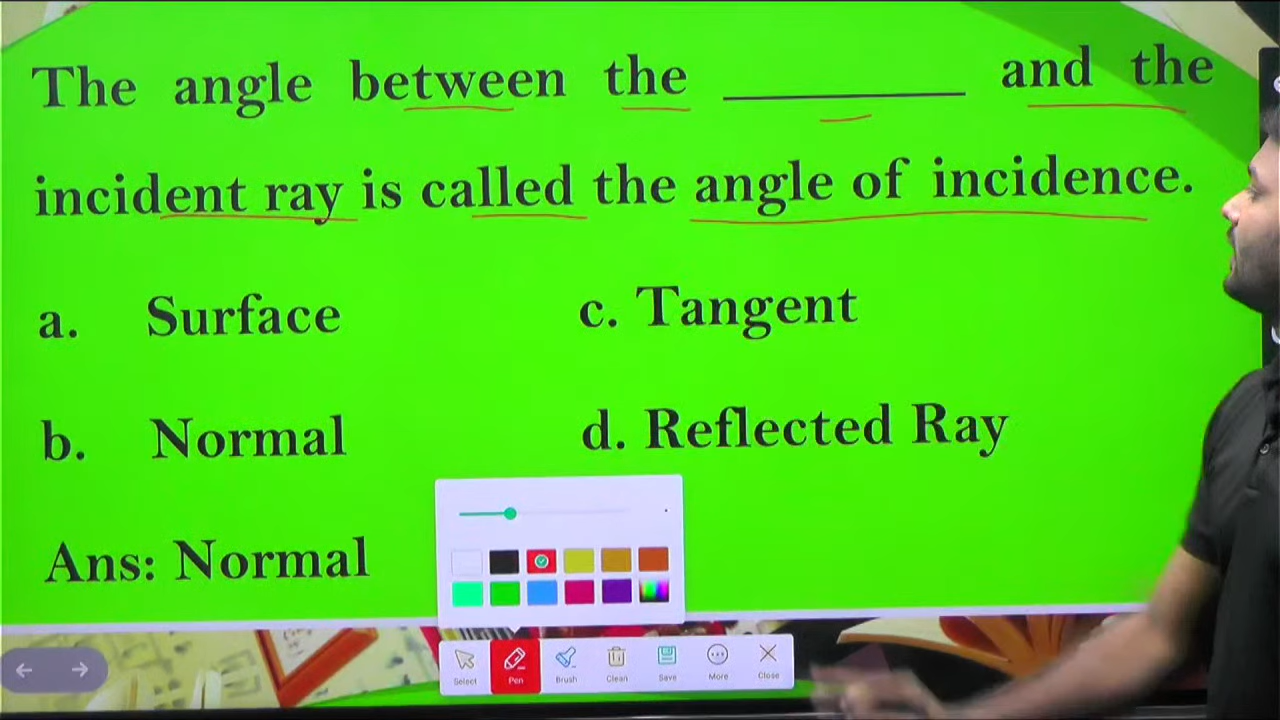 The angle between the __________ and the
incident ray is called the angle of incidence.
a. Surface
c. Tangent
b. Normal
d. Reflected Ray
Ans: Normal
Select
Pen
Brush
Clean
Save
More
Close